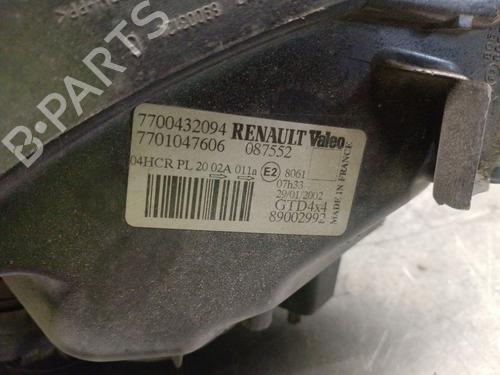 7700432094 RENAULT Valeo
7701047606 087552
04HCR PL 20 02A 011a E2 8061
07h33
29/01/2002
GTD4x4
89002992
MADE IN FRANCE
B-PARTS